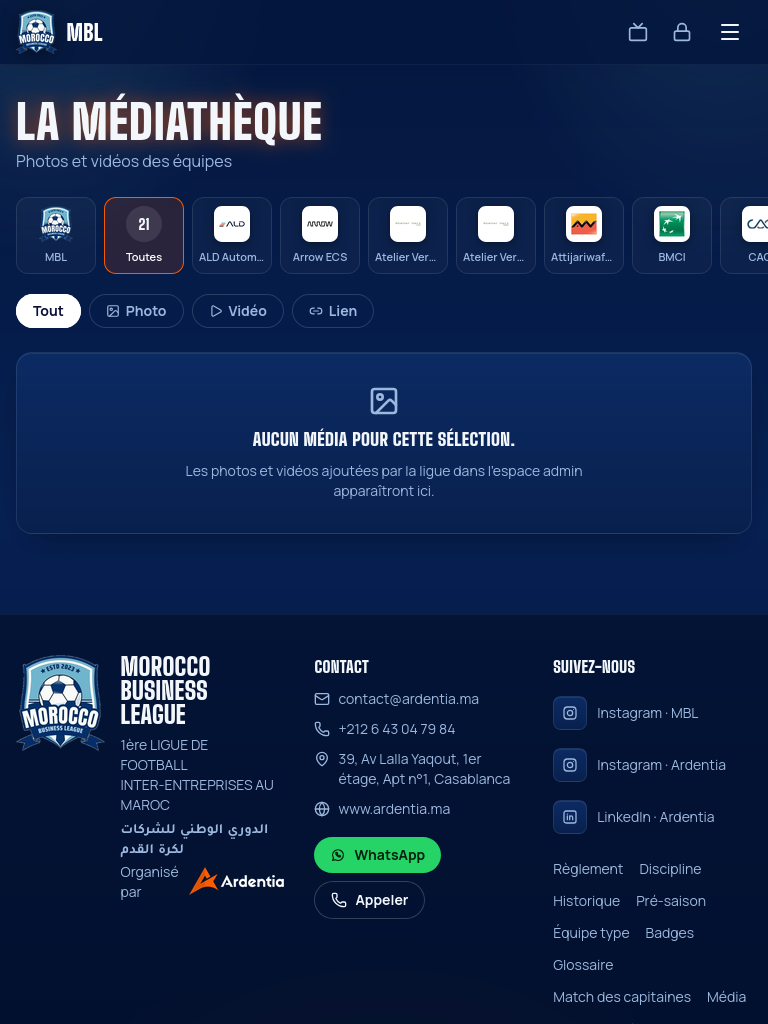 MBL
LA MÉDIATHÈQUE
Photos et vidéos des équipes
MBL
21
Toutes
ALD
ALD Autom...
ARROW
Arrow ECS
Atelier Ver...
Atelier Ver...
Attijariwaf...
BMCI
CAC
Tout
Photo
Vidéo
Lien
AUCUN MÉDIA POUR CETTE SÉLECTION.
Les photos et vidéos ajoutées par la ligue dans l'espace admin
apparaîtront ici.
★ ESTD 2023 ★
MOROCCO
BUSINESS LEAGUE
MOROCCO
BUSINESS
LEAGUE
1ère LIGUE DE
FOOTBALL
INTER-ENTREPRISES AU
MAROC
الدوري الوطني للشركات
لكرة القدم
Organisé
par
Ardentia
CONTACT
contact@ardentia.ma
+212 6 43 04 79 84
39, Av Lalla Yaqout, 1er
étage, Apt n°1, Casablanca
www.ardentia.ma
WhatsApp
Appeler
SUIVEZ-NOUS
Instagram · MBL
Instagram · Ardentia
LinkedIn · Ardentia
Règlement Discipline
Historique Pré-saison
Équipe type Badges
Glossaire
Match des capitaines Média